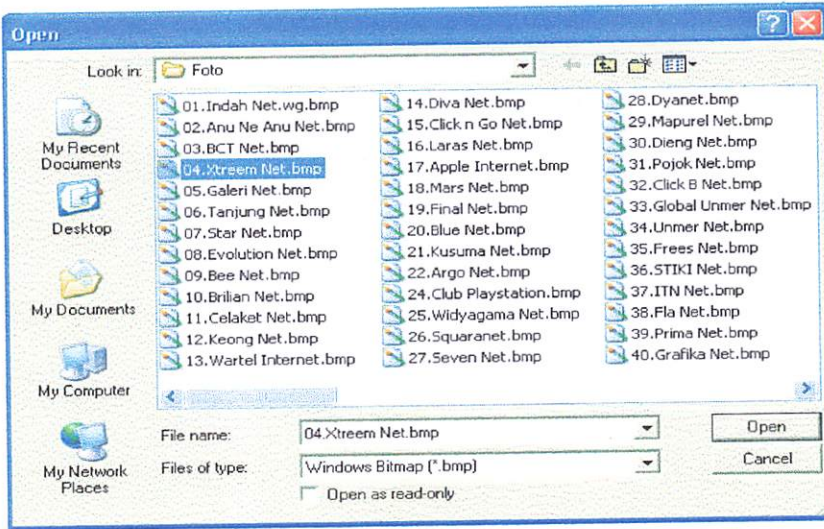 Open
Look in: Foto
My Recent Documents
Desktop
My Documents
My Computer
My Network Places
01.Indah Net.wg.bmp
02.Anu Ne Anu Net.bmp
03.BCT Net.bmp
04.Xtreem Net.bmp
05.Galeri Net.bmp
06.Tanjung Net.bmp
07.Star Net.bmp
08.Evolution Net.bmp
09.Bee Net.bmp
10.Brilian Net.bmp
11.Celaket Net.bmp
12.Keong Net.bmp
13.Wartel Internet.bmp
14.Diva Net.bmp
15.Click n Go Net.bmp
16.Laras Net.bmp
17.Apple Internet.bmp
18.Mars Net.bmp
19.Final Net.bmp
20.Blue Net.bmp
21.Kusuma Net.bmp
22.Argo Net.bmp
24.Club Playstation.bmp
25.Widyagama Net.bmp
26.Squaranet.bmp
27.Seven Net.bmp
28.Dyanet.bmp
29.Mapurel Net.bmp
30.Dieng Net.bmp
31.Pojok Net.bmp
32.Click B Net.bmp
33.Global Unmer Net.bmp
34.Unmer Net.bmp
35.Frees Net.bmp
36.STIKI Net.bmp
37.ITN Net.bmp
38.Fla Net.bmp
39.Prima Net.bmp
40.Grafika Net.bmp
File name: 04.Xtreem Net.bmp
Open
Files of type: Windows Bitmap (*.bmp)
Cancel
Open as read-only